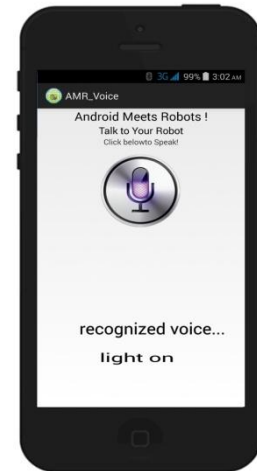 3G 99% 3:02 AM
AMR_Voice
Android Meets Robots !
Talk to Your Robot
Click belowto Speak!
recognized voice...
light on